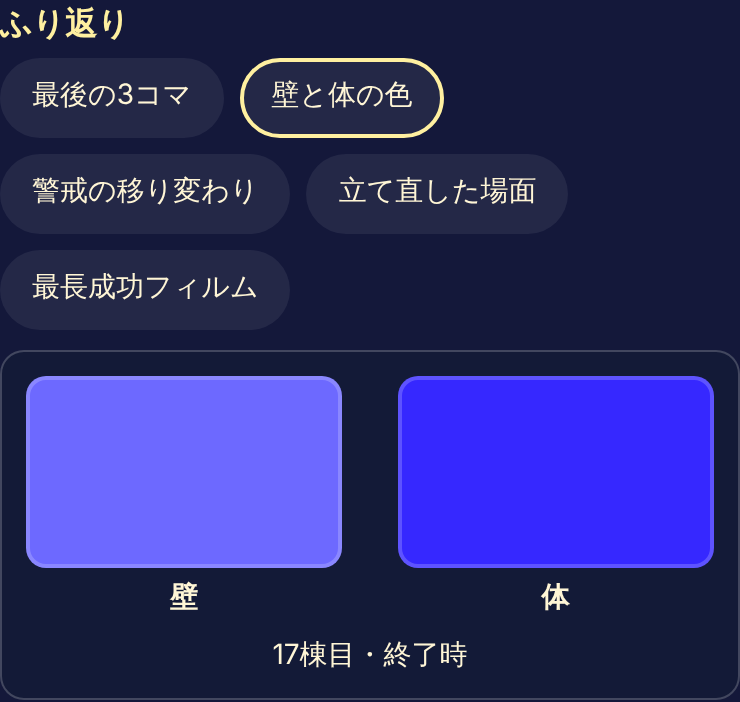 ふり返り
最後の3コマ
壁と体の色
警戒の移り変わり
立て直した場面
最長成功フィルム
壁
体
17棟目・終了時